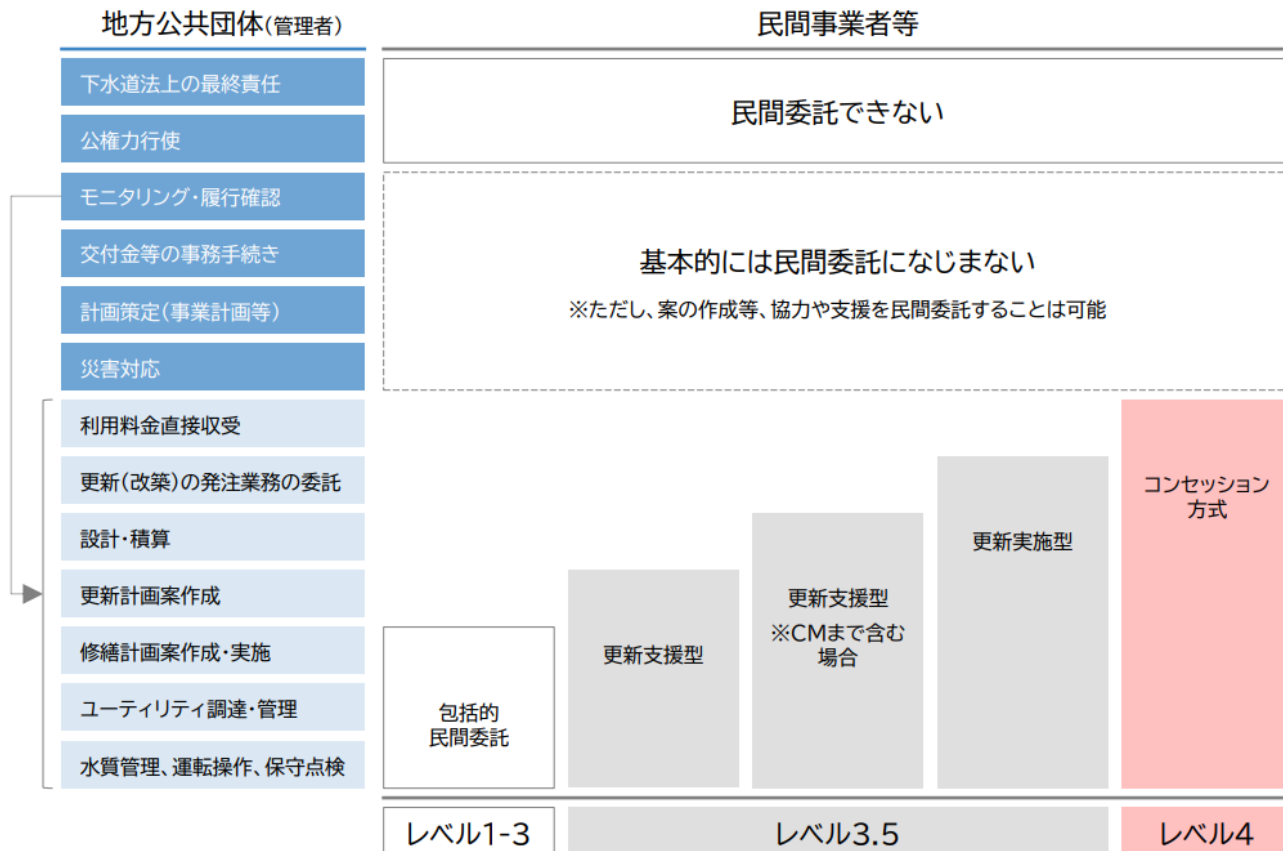 地方公共団体(管理者)
民間事業者等
下水道法上の最終責任
公権力行使
民間委託できない
モニタリング・履行確認
交付金等の事務手続き
計画策定(事業計画等)
災害対応
基本的には民間委託になじまない
※ただし、案の作成等、協力や支援を民間委託することは可能
利用料金直接収受
更新(改築)の発注業務の委託
設計・積算
更新計画案作成
修繕計画案作成・実施
ユーティリティ調達・管理
水質管理、運転操作、保守点検
包括的
民間委託
更新支援型
更新支援型
※CMまで含む
場合
更新実施型
コンセッション
方式
レベル1-3
レベル3.5
レベル4